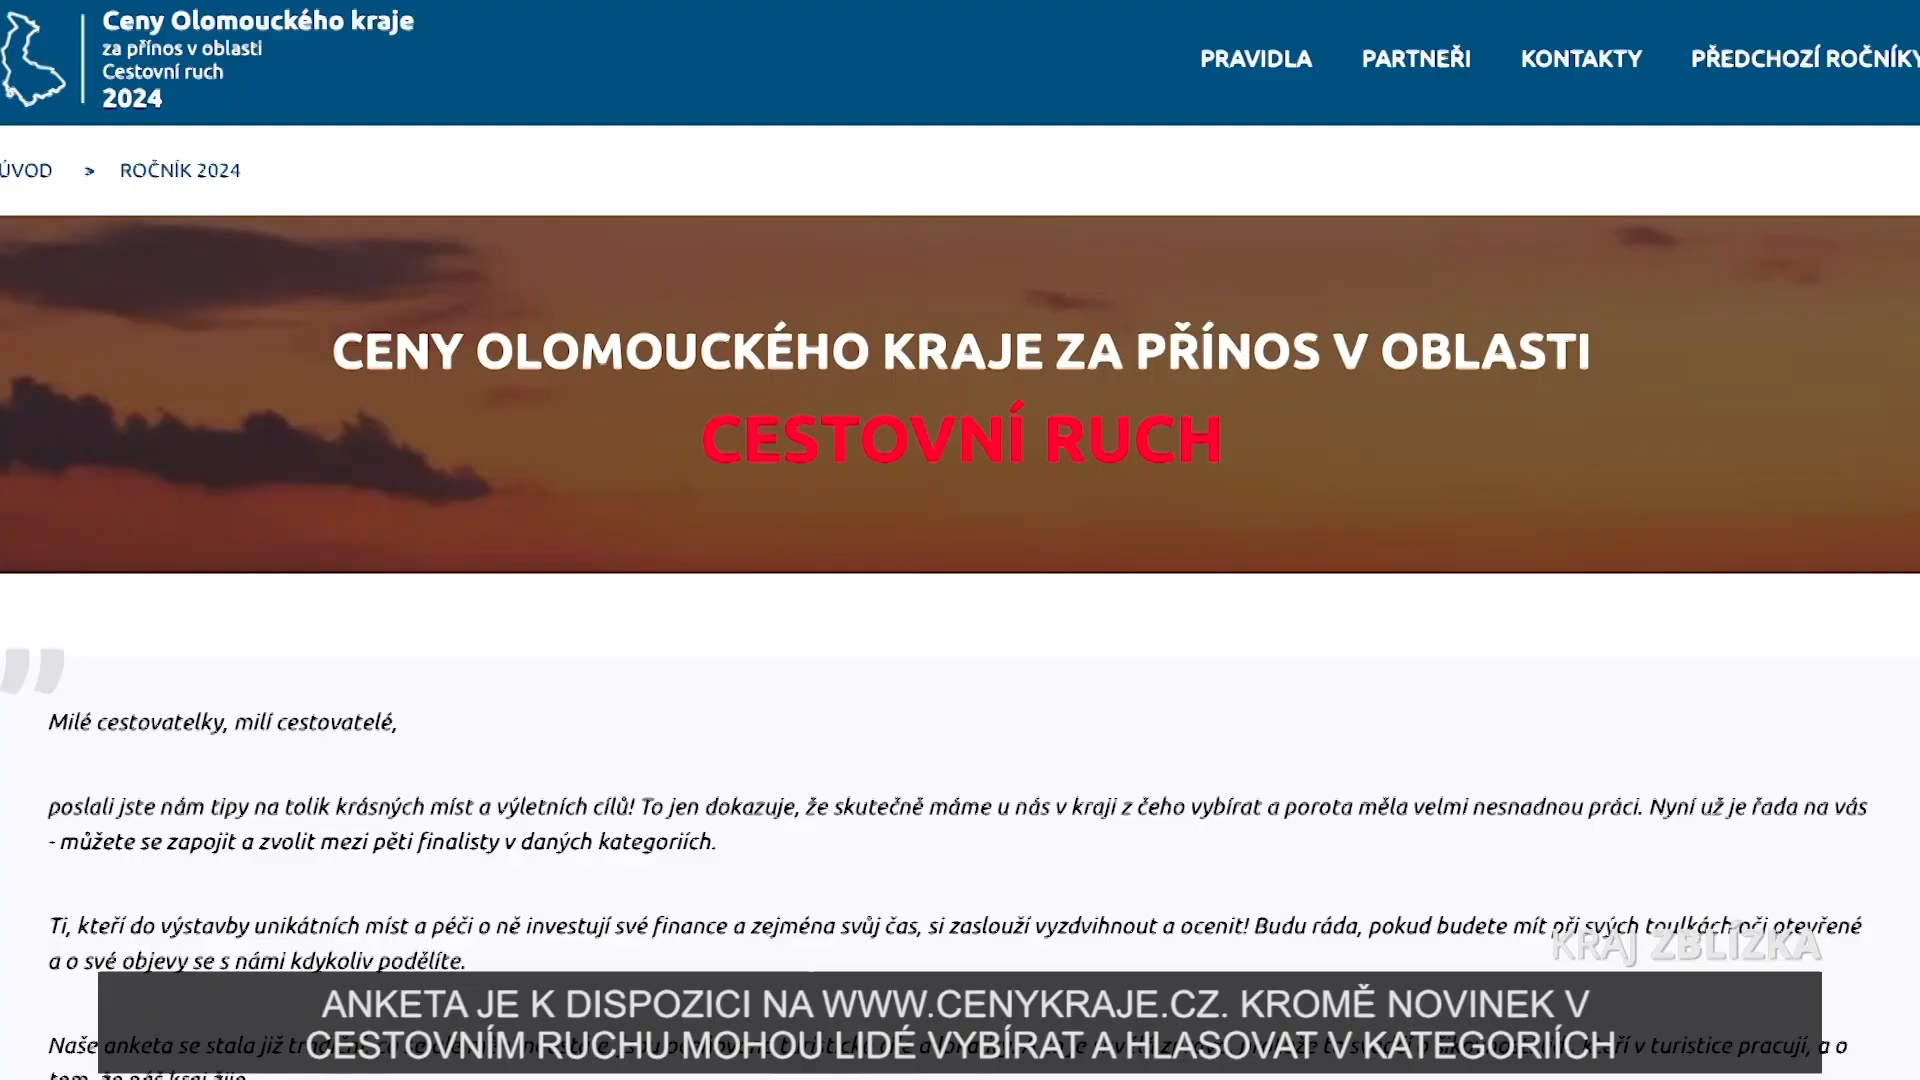 Ceny Olomouckého kraje
za přínos v oblasti
Cestovní ruch
2024
PRAVIDLA PARTNEŘI KONTAKTY PŘEDCHOZÍ ROČNÍKY
ÚVOD > ROČNÍK 2024
CENY OLOMOUCKÉHO KRAJE ZA PŘÍNOS V OBLASTI
CESTOVNÍ RUCH
Milé cestovatelky, milí cestovatelé,
poslali jste nám tipy na tolik krásných míst a výletních cílů! To jen dokazuje, že skutečně máme u nás v kraji z čeho vybírat a porota měla velmi nesnadnou práci. Nyní už je řada na vás
- můžete se zapojit a zvolit mezi pěti finalisty v daných kategoriích.
Ti, kteří do výstavby unikátních míst a péči o ně investují své finance a zejména svůj čas, si zaslouží vyzdvihnout a ocenit! Budu ráda, pokud budete mít při svých toulkách oči otevřené
a o své objevy se s námi kdykoliv podělíte.
KRAJ ZBLÍZKA
ANKETA JE K DISPOZICI NA WWW.CENYKRAJE.CZ. KROMĚ NOVINEK V
CESTOVNÍM RUCHU MOHOU LIDÉ VYBÍRAT A HLASOVAT V KATEGORIÍCH
Naše anketa se stala již v turistice pracují, a o
tom, že náš kraj žije